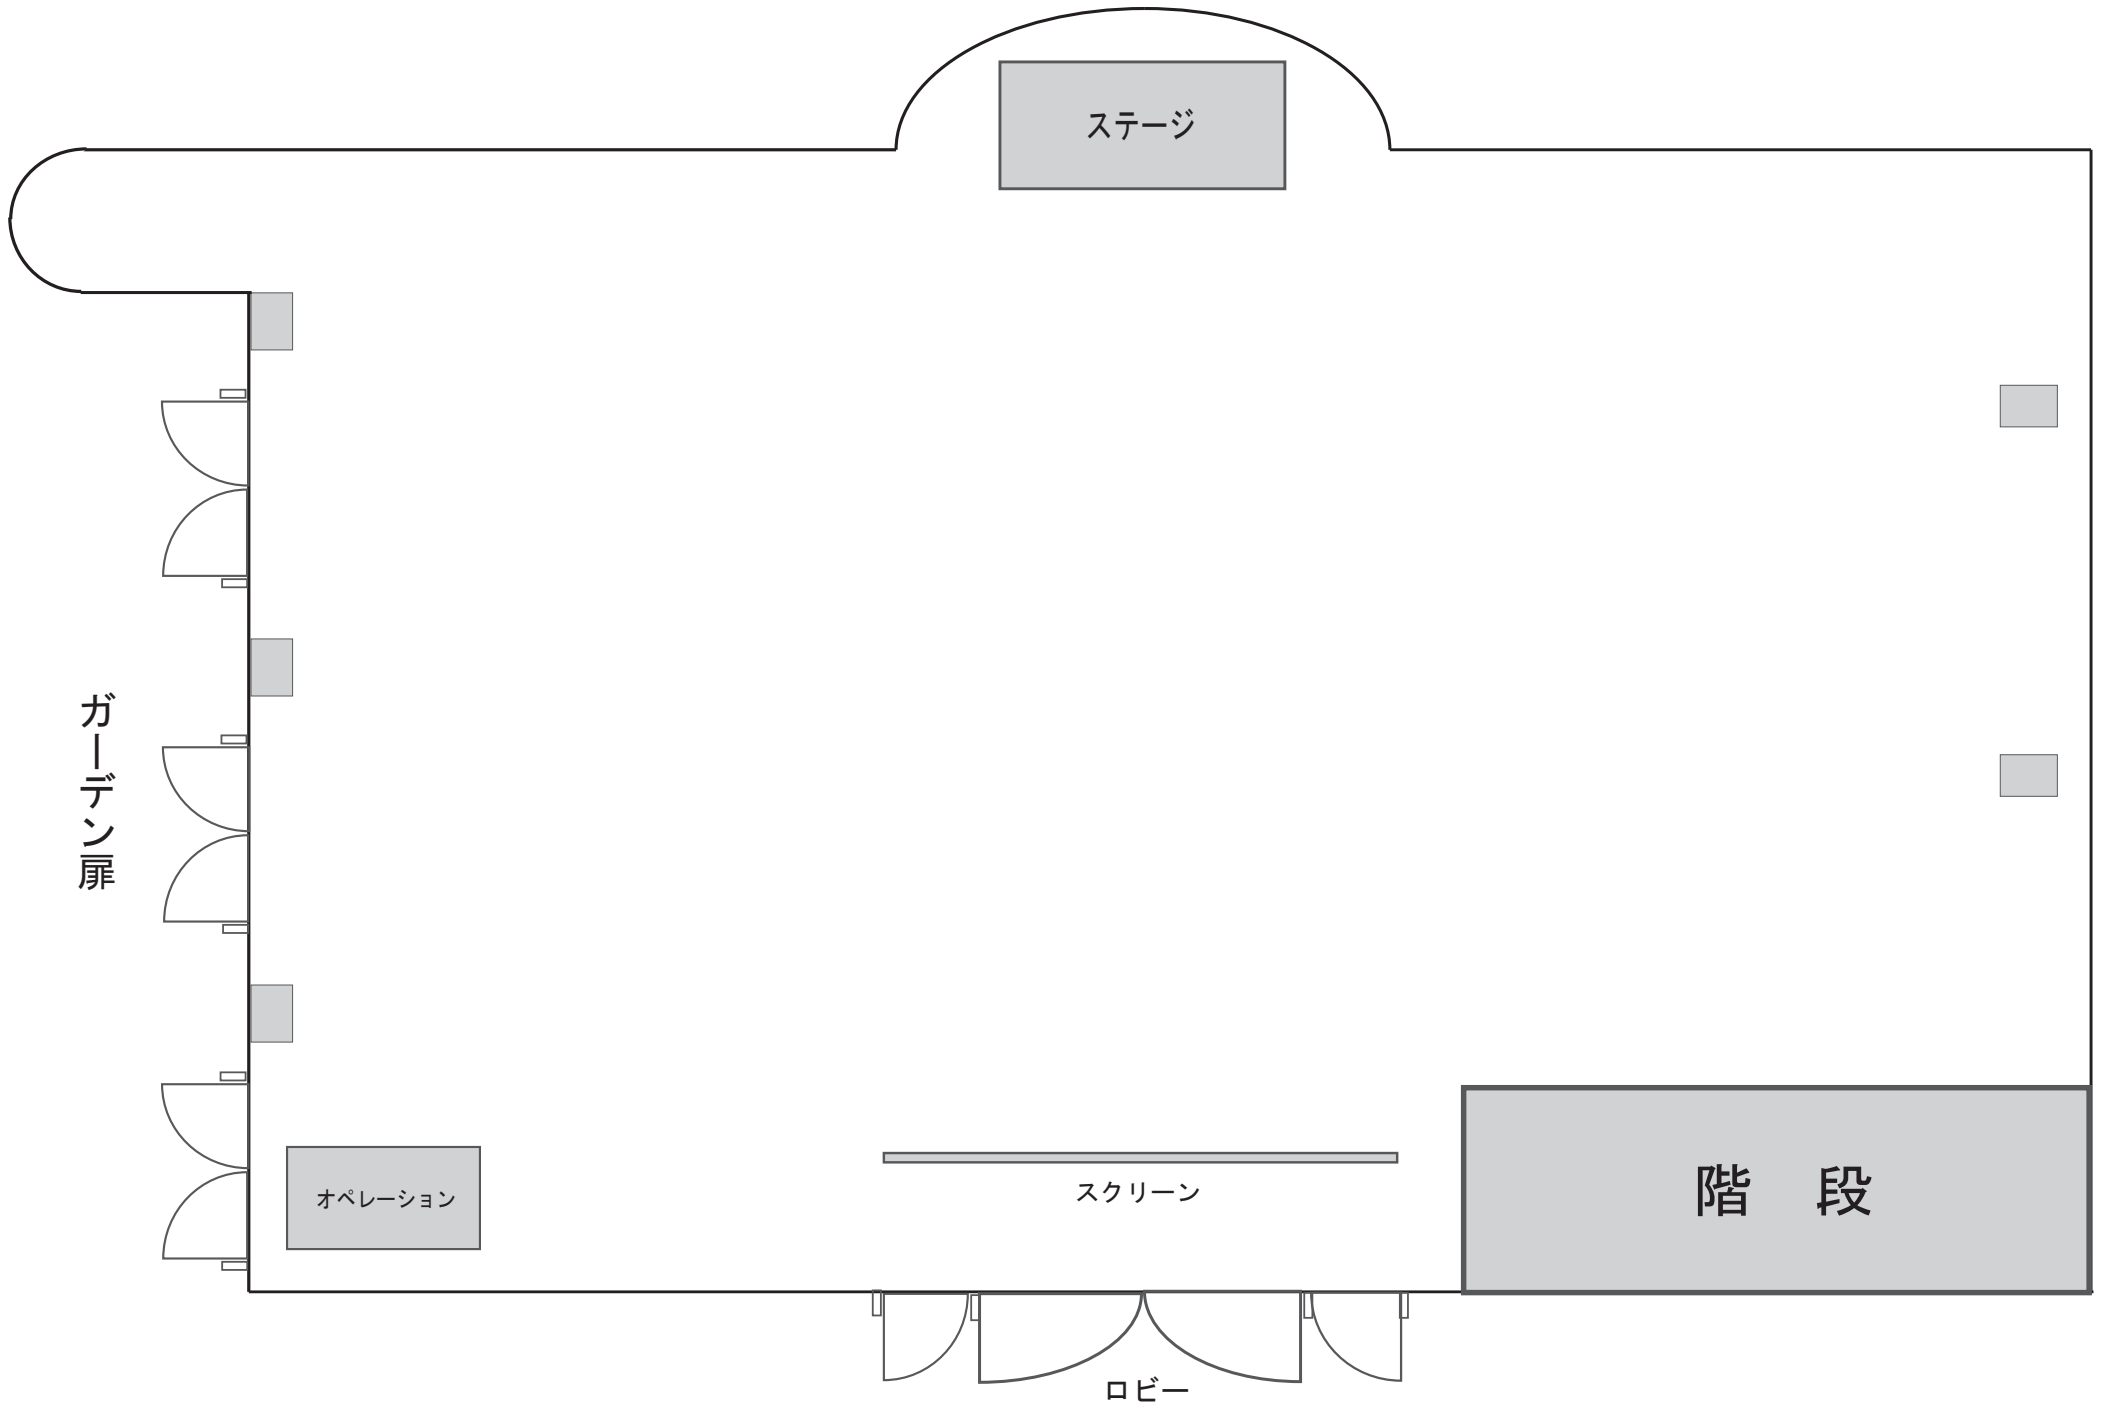 ステージ
ガーデン扉
オペレーション
スクリーン
階 段
ロビー